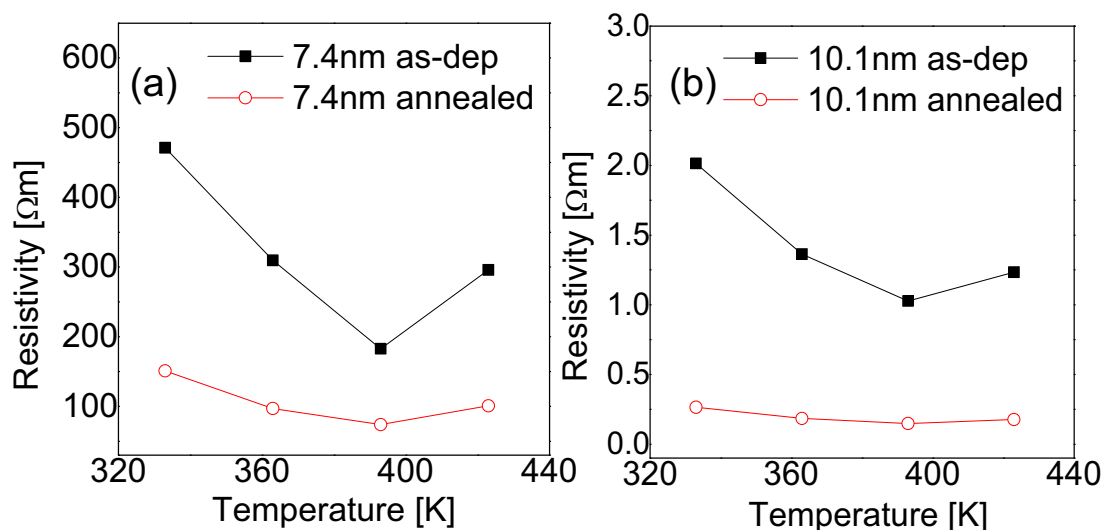 (a)
7.4nm as-dep
7.4nm annealed
Resistivity [Ωm]
600
500
400
300
200
100
320
360
400
440
Temperature [K]
(b)
10.1nm as-dep
10.1nm annealed
Resistivity [Ωm]
3.0
2.5
2.0
1.5
1.0
0.5
0.0
320
360
400
440
Temperature [K]